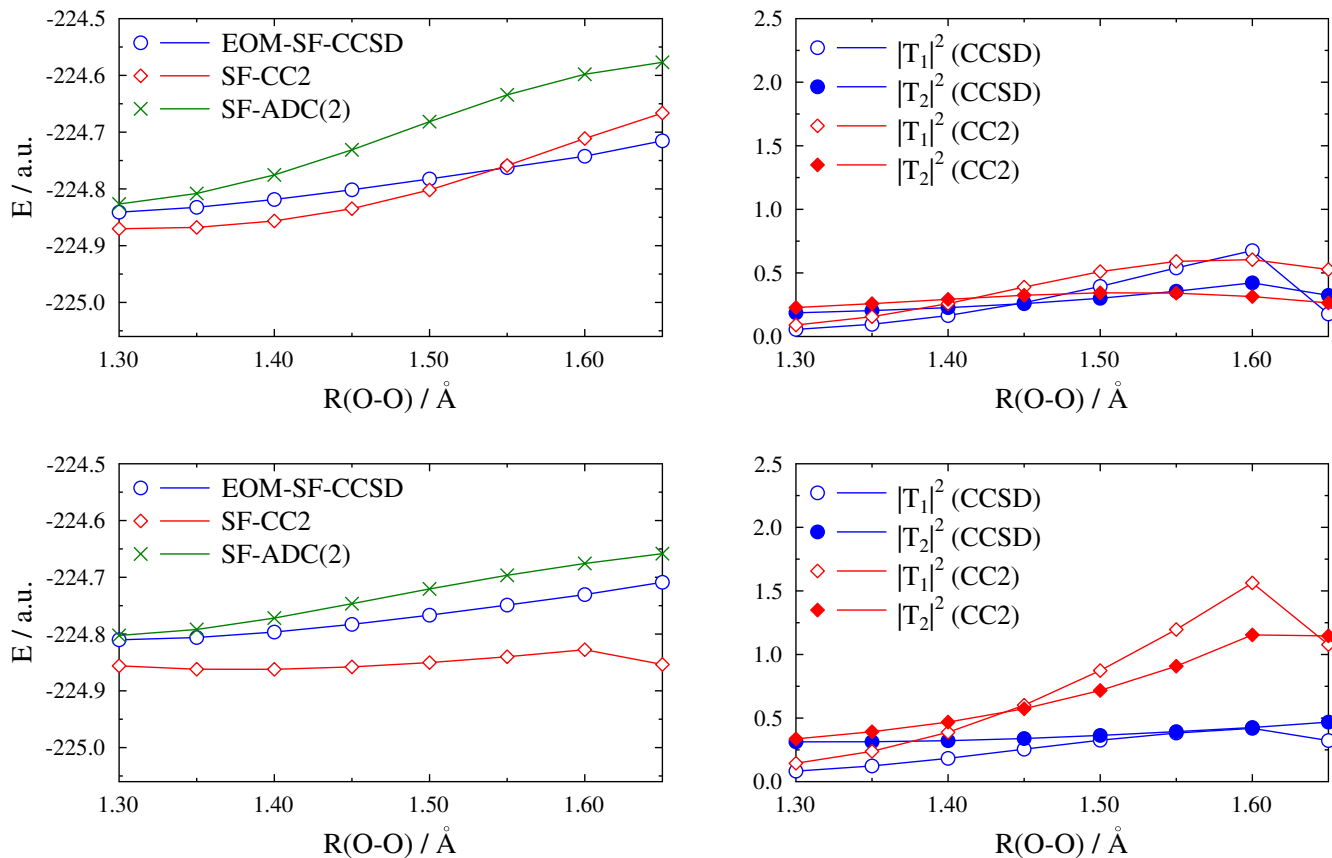 -224.5
-224.6
-224.7
-224.8
-224.9
-225.0
E / a.u.
EOM-SF-CCSD
SF-CC2
SF-ADC(2)
1.30 1.40 1.50 1.60
R(O-O) / Å
2.5
2.0
1.5
1.0
0.5
0.0
|T₁|² (CCSD)
|T₂|² (CCSD)
|T₁|² (CC2)
|T₂|² (CC2)
1.30 1.40 1.50 1.60
R(O-O) / Å
-224.5
-224.6
-224.7
-224.8
-224.9
-225.0
E / a.u.
EOM-SF-CCSD
SF-CC2
SF-ADC(2)
1.30 1.40 1.50 1.60
R(O-O) / Å
2.5
2.0
1.5
1.0
0.5
0.0
|T₁|² (CCSD)
|T₂|² (CCSD)
|T₁|² (CC2)
|T₂|² (CC2)
1.30 1.40 1.50 1.60
R(O-O) / Å